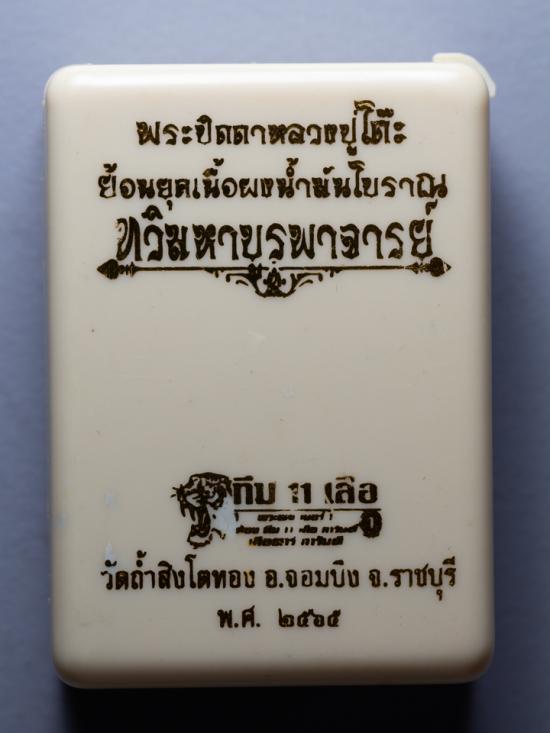 พระปิดตาหลวงปู่โต๊ะ
ย้อนยุคเนื้อผงน้ำมันโบราณ
ทวิมหาบูรพาจารย์
ทีม 11 เสือ
วัดถ้ำสิงโตทอง อ.จอมบึง จ.ราชบุรี
พ.ศ. ๒๕๖๕